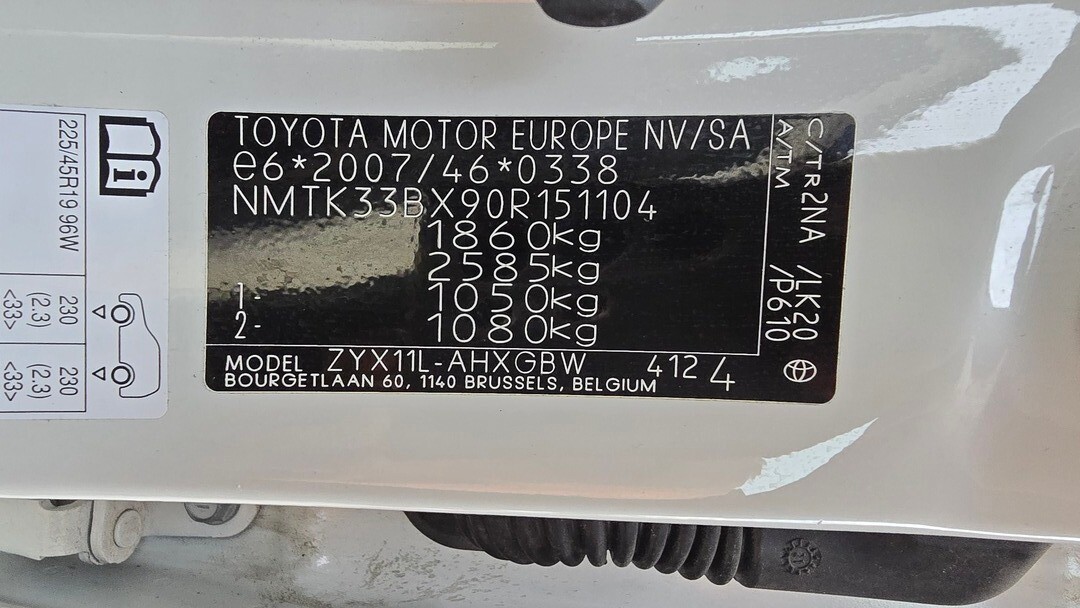 TOYOTA MOTOR EUROPE NV/SA
e6*2007/46*0338
NMTK33BX90R151104
1860kg
2585kg
1- 1050kg
2- 1080kg
MODEL ZYX11L-AHXGBW 412 4
BOURGETLAAN 60, 1140 BRUSSELS, BELGIUM
C/TR2NA /LK20
A/TM /P610
i
225/45R19 96W
230 230
(2.3) (2.3)
<33> <33>